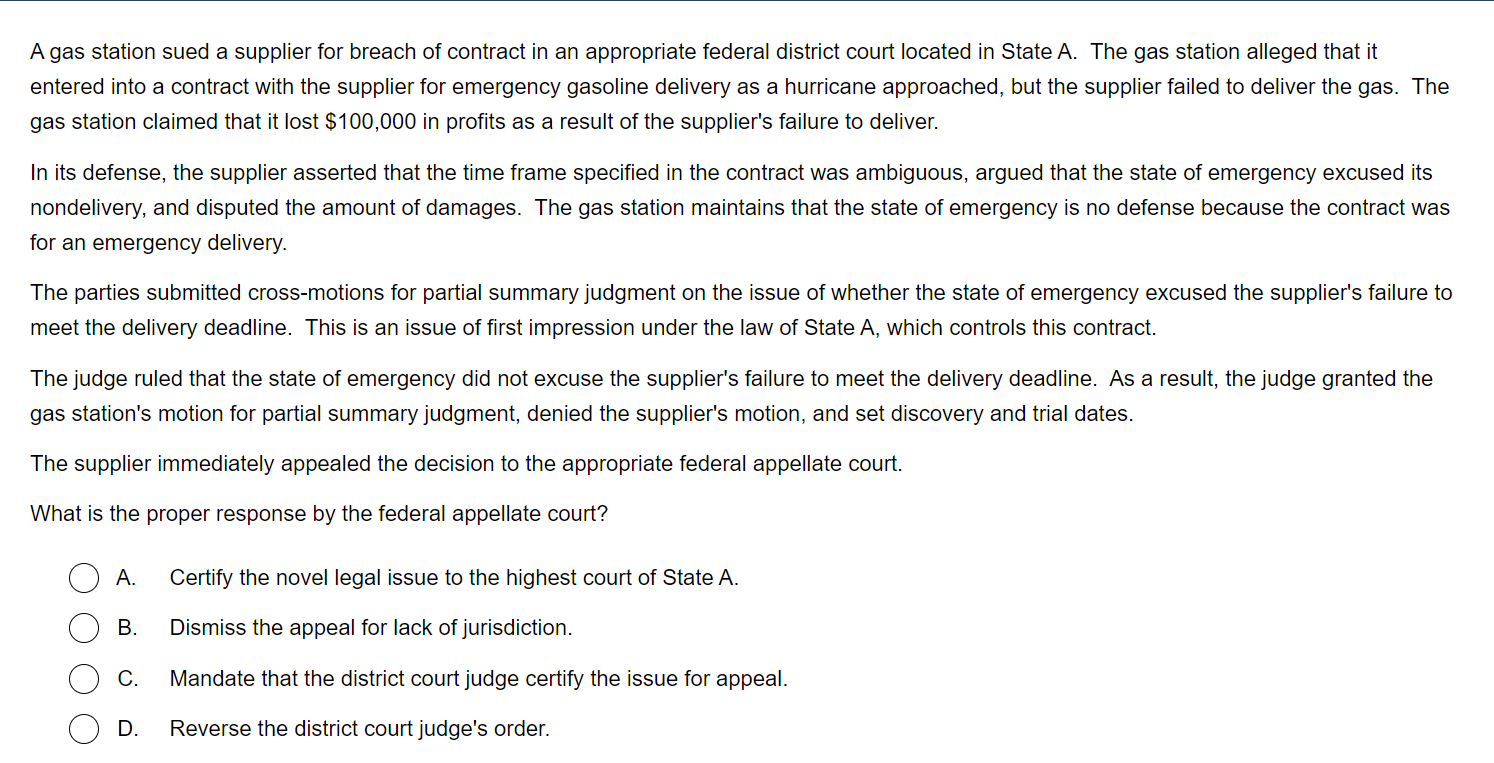 A gas station sued a supplier for breach of contract in an appropriate federal district court located in State A.  The gas station alleged that it
entered into a contract with the supplier for emergency gasoline delivery as a hurricane approached, but the supplier failed to deliver the gas.  The
gas station claimed that it lost $100,000 in profits as a result of the supplier's failure to deliver.
In its defense, the supplier asserted that the time frame specified in the contract was ambiguous, argued that the state of emergency excused its
nondelivery, and disputed the amount of damages.  The gas station maintains that the state of emergency is no defense because the contract was
for an emergency delivery.
The parties submitted cross-motions for partial summary judgment on the issue of whether the state of emergency excused the supplier's failure to
meet the delivery deadline.  This is an issue of first impression under the law of State A, which controls this contract.
The judge ruled that the state of emergency did not excuse the supplier's failure to meet the delivery deadline.  As a result, the judge granted the
gas station's motion for partial summary judgment, denied the supplier's motion, and set discovery and trial dates.
The supplier immediately appealed the decision to the appropriate federal appellate court.
What is the proper response by the federal appellate court?
A. Certify the novel legal issue to the highest court of State A.
B. Dismiss the appeal for lack of jurisdiction.
C. Mandate that the district court judge certify the issue for appeal.
D. Reverse the district court judge's order.